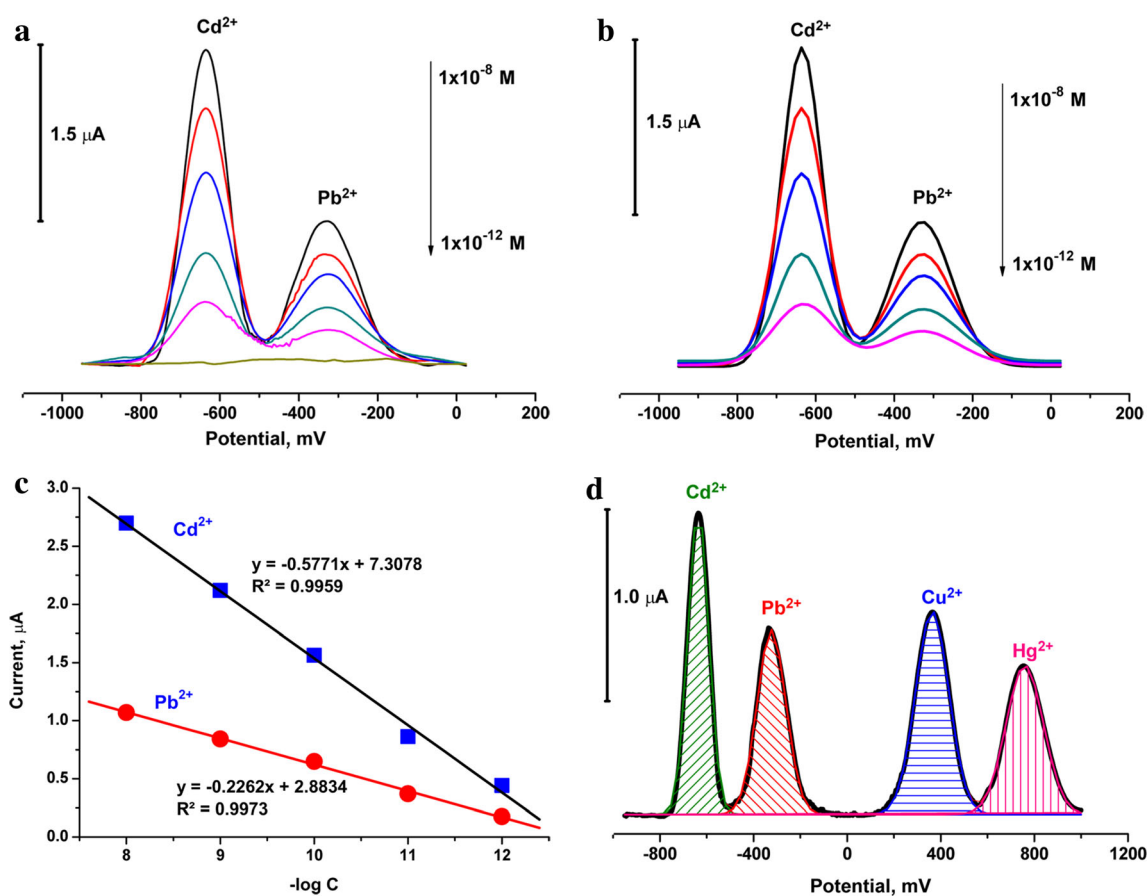 a
Cd²⁺
1x10⁻⁸ M
1.5 μA
Pb²⁺
1x10⁻¹² M
-1000 -800 -600 -400 -200 0 200
Potential, mV
b
Cd²⁺
1x10⁻⁸ M
1.5 μA
Pb²⁺
1x10⁻¹² M
-1000 -800 -600 -400 -200 0 200
Potential, mV
c
3.0
2.5
2.0
1.5
1.0
0.5
0.0
Current, μA
Cd²⁺
y = -0.5771x + 7.3078
R² = 0.9959
Pb²⁺
y = -0.2262x + 2.8834
R² = 0.9973
8 9 10 11 12
-log C
d
Cd²⁺
1.0 μA
Pb²⁺
Cu²⁺
Hg²⁺
-800 -400 0 400 800 1200
Potential, mV